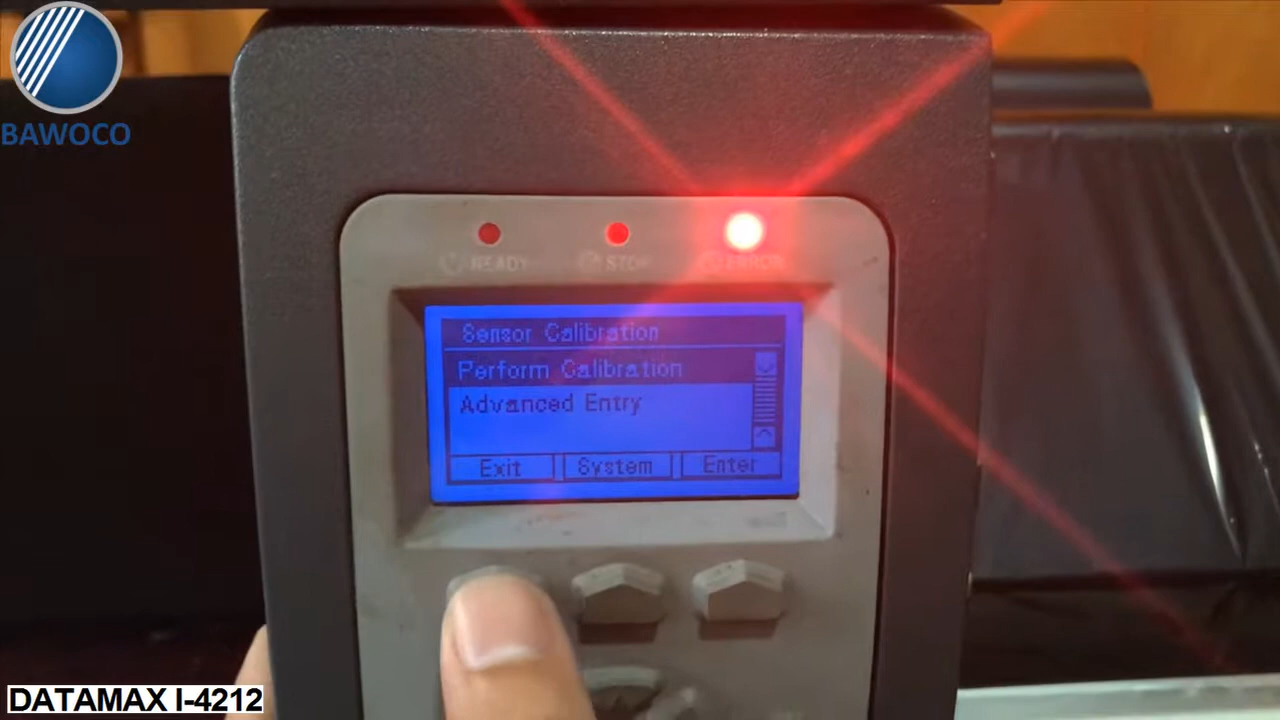 BAWOCO
READY
STOP
ERROR
Sensor Calibration
Perform Calibration
Advanced Entry
Exit System Enter
DATAMAX I-4212